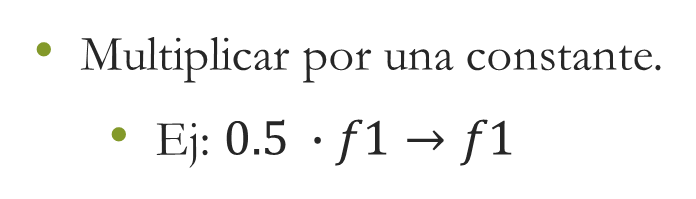 • Multiplicar por una constante.
• Ej: 0.5 · f1 → f1